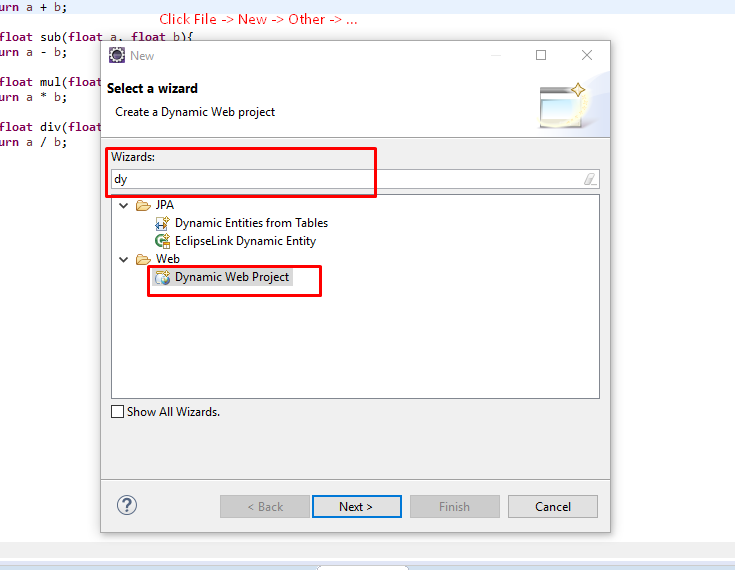 urn a + b;
Click File -> New -> Other -> ...
float sub(float a, float b){
urn a - b;
New
float mul(float
urn a * b;
Select a wizard
Create a Dynamic Web project
float div(float
urn a / b;
Wizards:
dy
JPA
Dynamic Entities from Tables
EclipseLink Dynamic Entity
Web
Dynamic Web Project
Show All Wizards.
? < Back Next > Finish Cancel